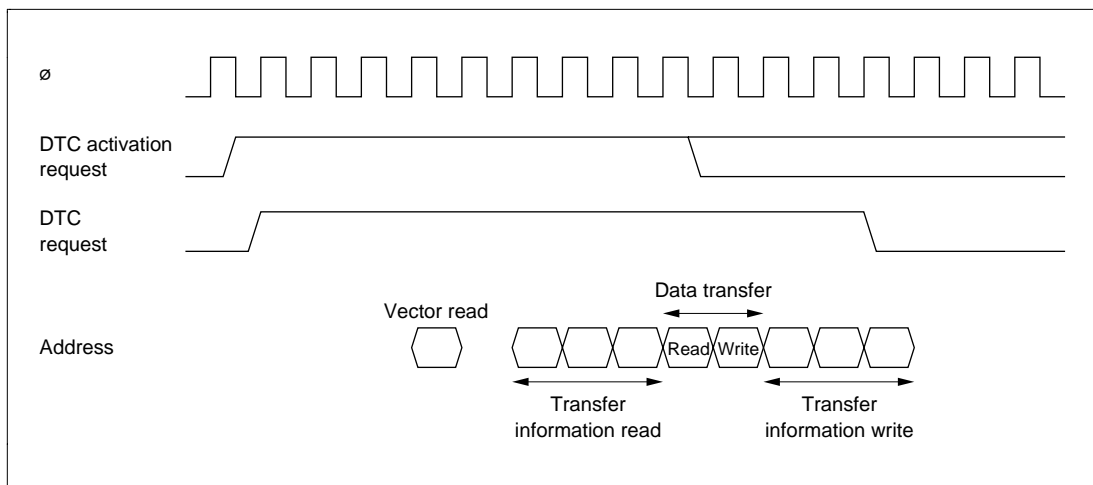 ø
DTC activation
request
DTC
request
Data transfer
Vector read
Address
Read
Write
Transfer
information read
Transfer
information write